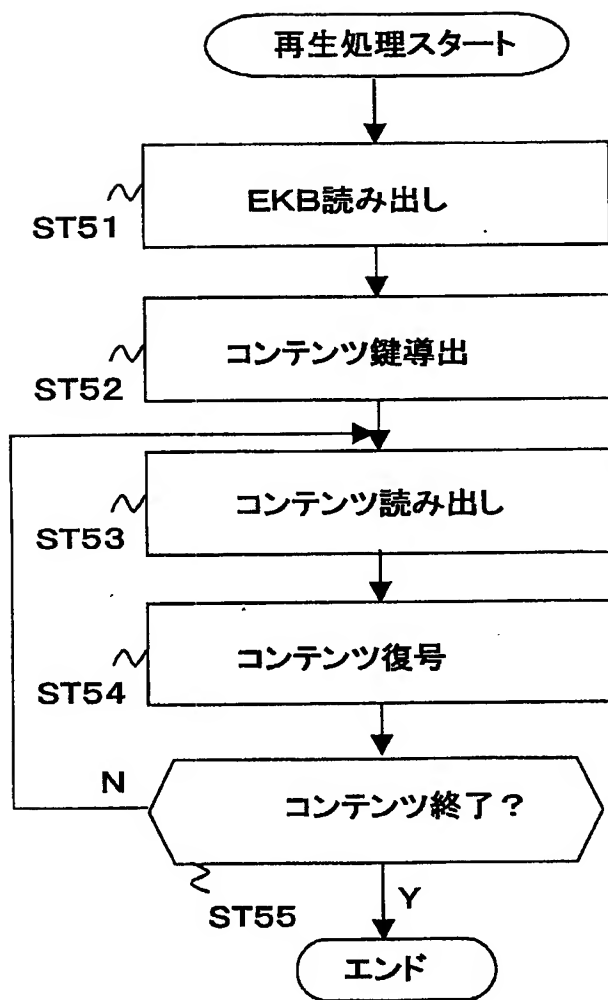 再生処理スタート
EKB読み出し
ST51
コンテンツ鍵導出
ST52
コンテンツ読み出し
ST53
コンテンツ復号
ST54
N
コンテンツ終了？
ST55
Y
エンド